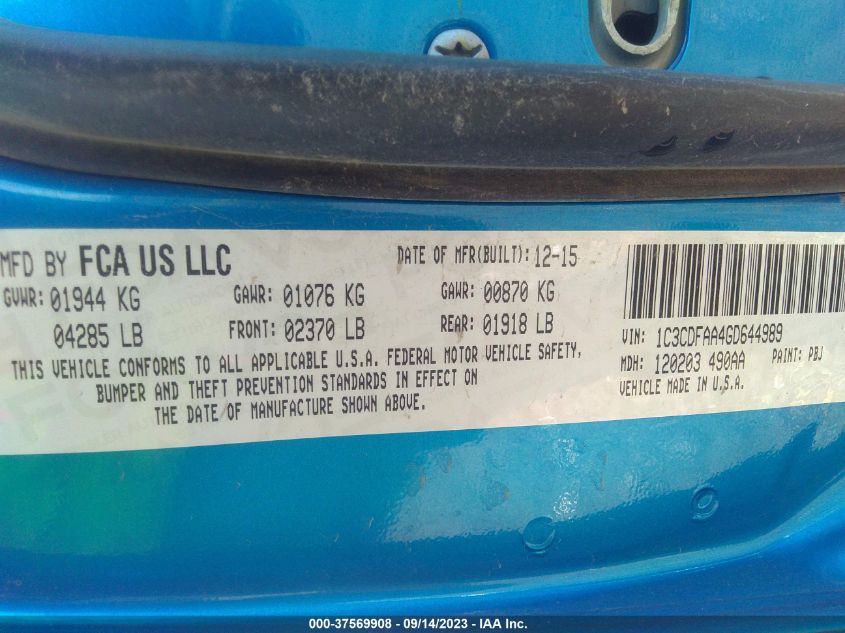 MFD BY FCA US LLC
DATE OF MFR(BUILT): 12-15
GVWR: 01944 KG
GAWR: 01076 KG
GAWR: 00870 KG
04285 LB
FRONT: 02370 LB
REAR: 01918 LB
THIS VEHICLE CONFORMS TO ALL APPLICABLE U.S.A. FEDERAL MOTOR VEHICLE SAFETY,
BUMPER AND THEFT PREVENTION STANDARDS IN EFFECT ON
THE DATE OF MANUFACTURE SHOWN ABOVE.
VIN: 1C3CDFAA4GD644989
MDH: 120203 490AA PAINT: PBJ
VEHICLE MADE IN U.S.A.
000-37569908 - 09/14/2023 - IAA Inc.